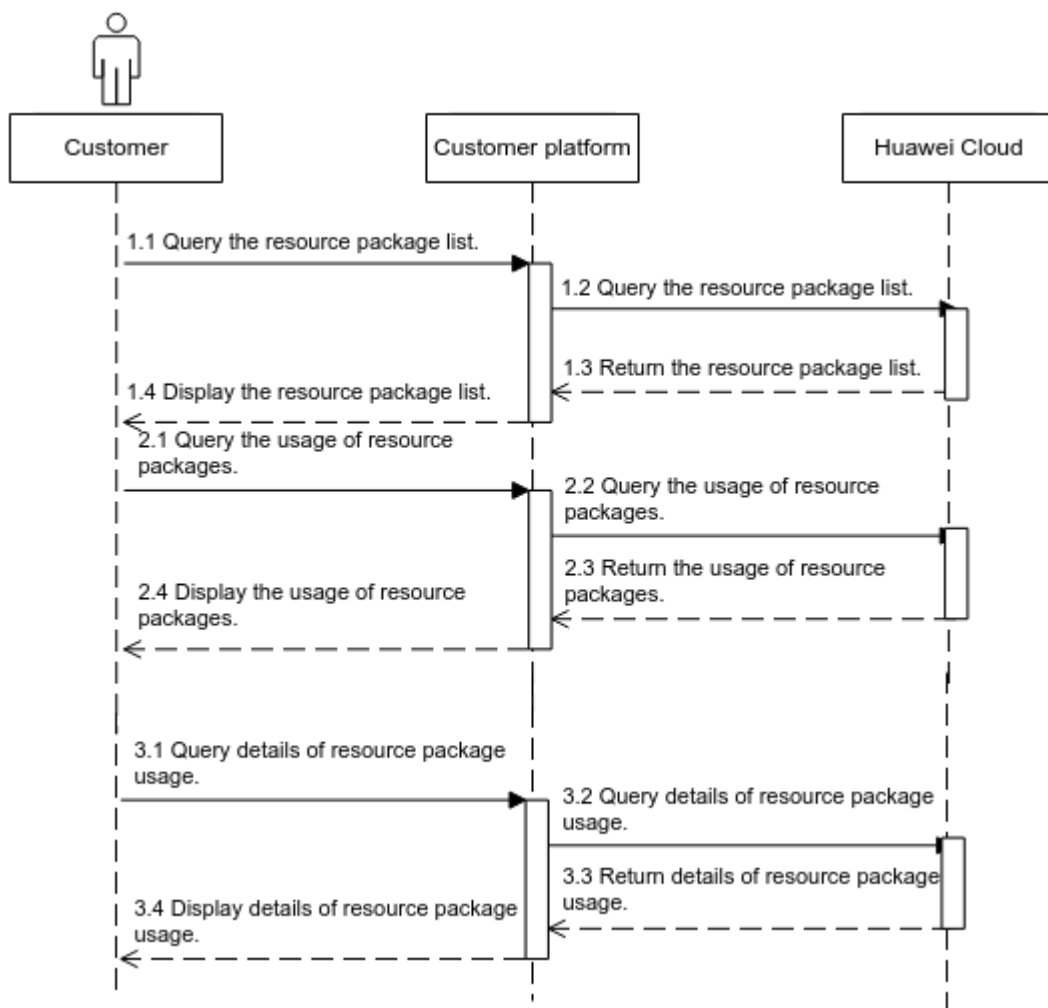 Customer
Customer platform
Huawei Cloud
1.1 Query the resource package list.
1.2 Query the resource package list.
1.3 Return the resource package list.
1.4 Display the resource package list.
2.1 Query the usage of resource
packages.
2.2 Query the usage of resource
packages.
2.3 Return the usage of resource
packages.
2.4 Display the usage of resource
packages.
3.1 Query details of resource package
usage.
3.2 Query details of resource package
usage.
3.3 Return details of resource package
usage.
3.4 Display details of resource package
usage.